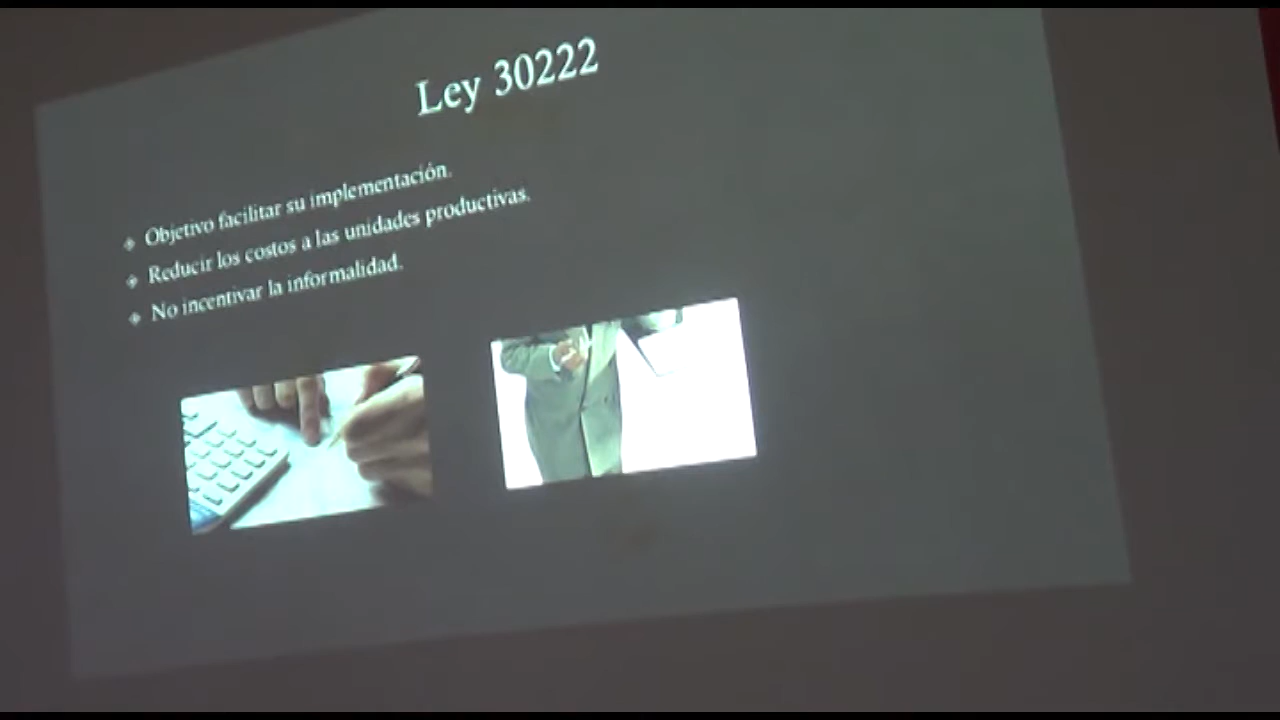 Ley 30222
Objetivo facilitar su implementación.
Reducir los costos a las unidades productivas.
No incentivar la informalidad.